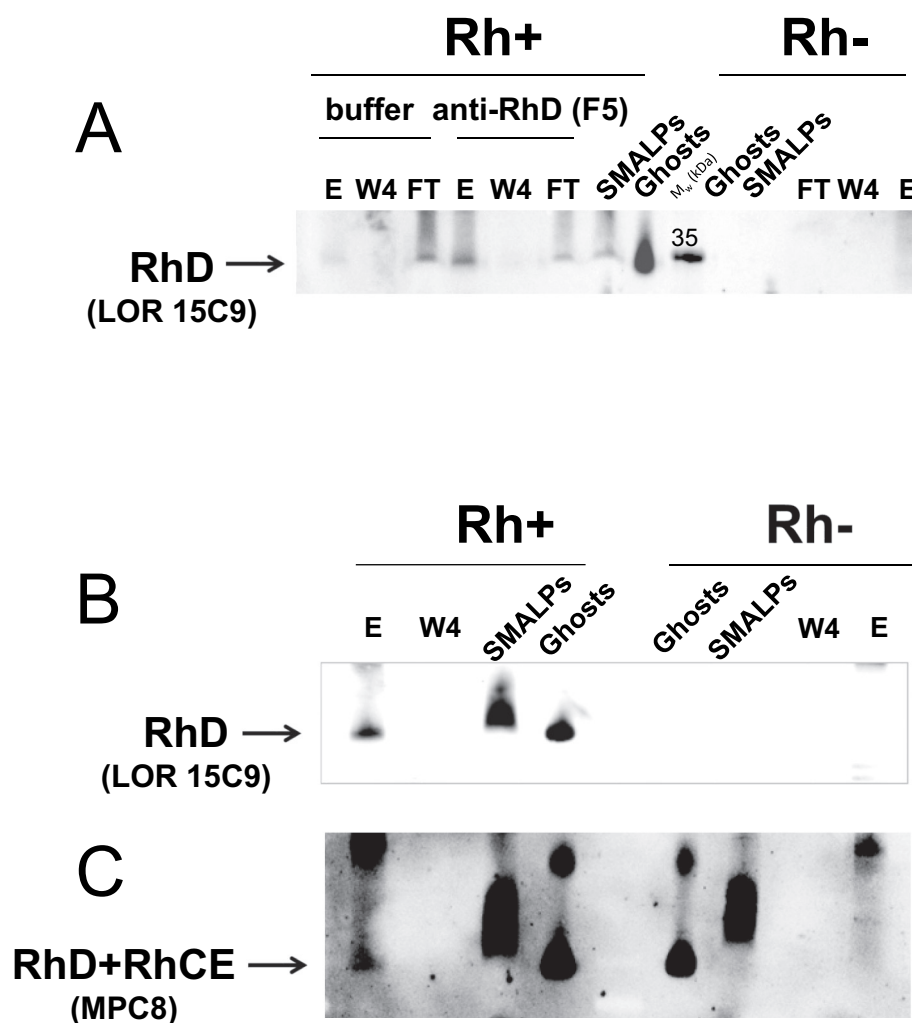 Rh+ Rh-
A
buffer anti-RhD (F5)
E W4 FT E W4 FT SMALPs Ghosts Mw (kDa) Ghosts SMALPs FT W4 E
35
RhD
(LOR 15C9)
Rh+ Rh-
B
E W4 SMALPs Ghosts Ghosts SMALPs W4 E
RhD
(LOR 15C9)
C
RhD+RhCE
(MPC8)